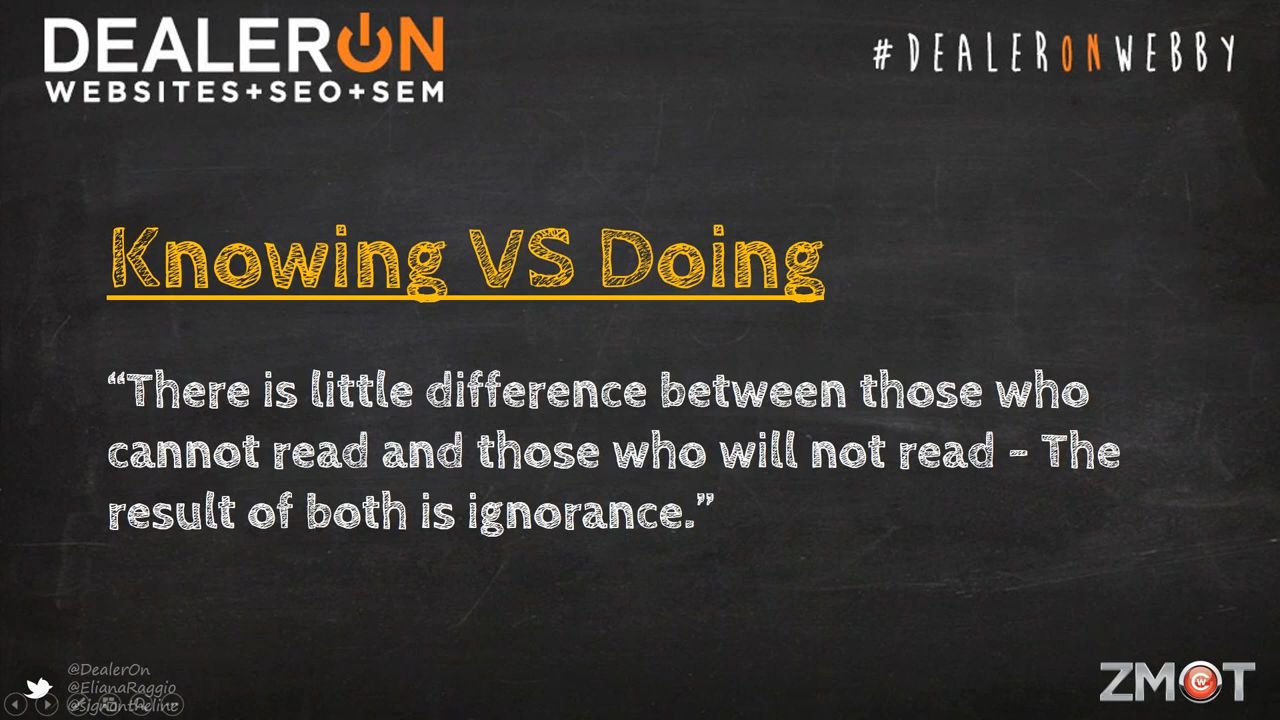 DEALERON
WEBSITES+SEO+SEM
#DEALERONWEBBY
Knowing VS Doing
“There is little difference between those who
cannot read and those who will not read – The
result of both is ignorance.”
@DealerOn
@ElianaRaggio
@signontheline
ZMOT